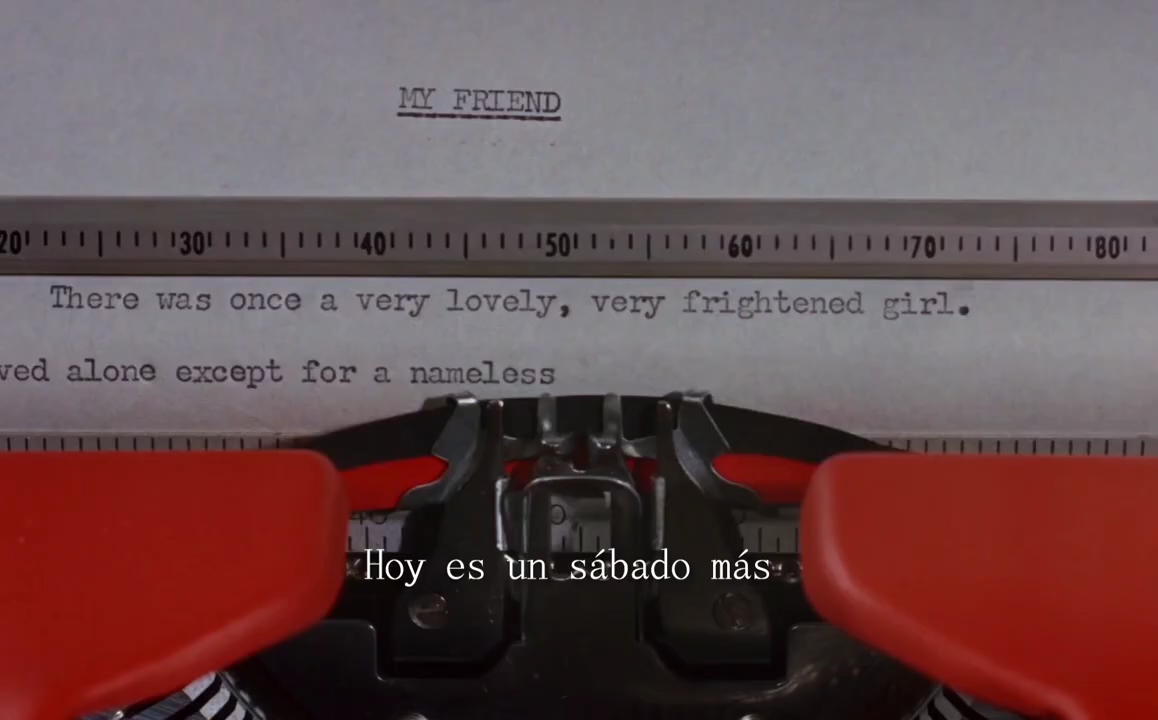 MY FRIEND
20 30 40 50 60 70 80
There was once a very lovely, very frightened girl.
ved alone except for a nameless
Hoy es un sábado más